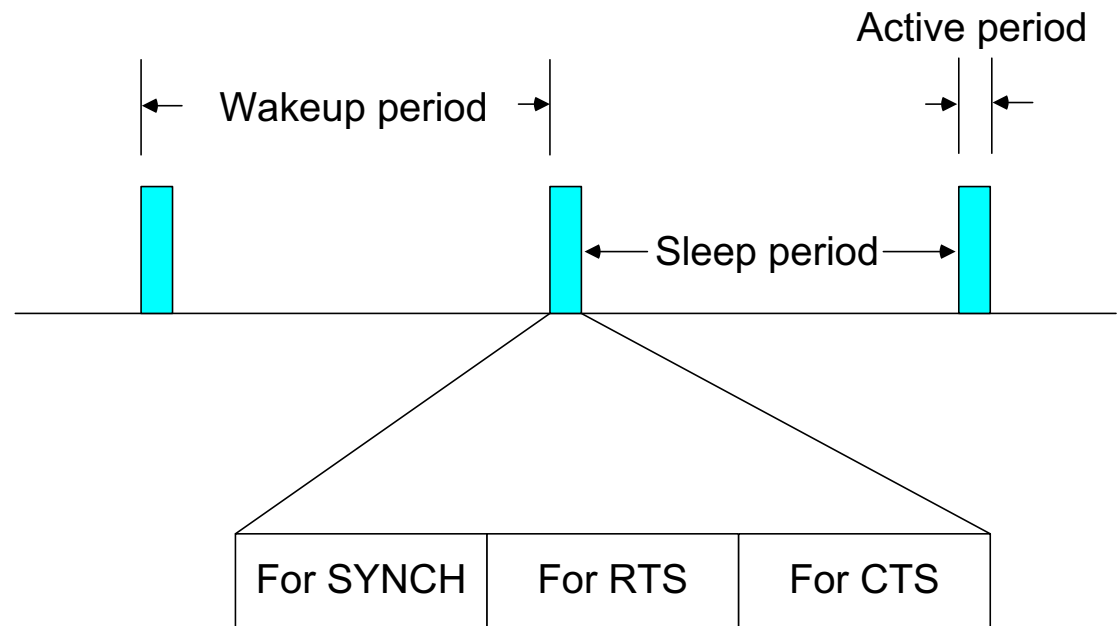 Active period
Wakeup period
Sleep period
For SYNCH
For RTS
For CTS